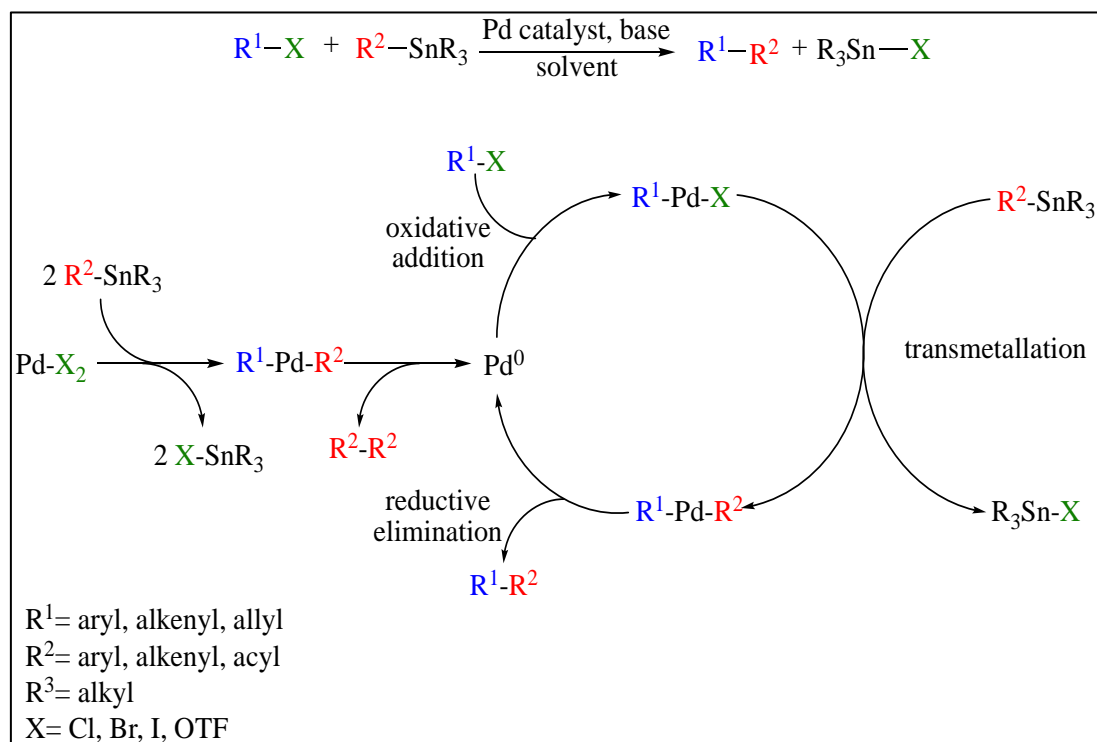 R¹-X + R²-SnR₃ Pd catalyst, base R¹-R² + R₃Sn-X
solvent
R¹-X
R¹-Pd-X
R²-SnR₃
oxidative
addition
2 R²-SnR₃
Pd-X₂
R¹-Pd-R²
Pd⁰
transmetallation
2 X-SnR₃
R²-R²
reductive
elimination
R¹-Pd-R²
R₃Sn-X
R¹-R²
R¹= aryl, alkenyl, allyl
R²= aryl, alkenyl, acyl
R³= alkyl
X= Cl, Br, I, OTF